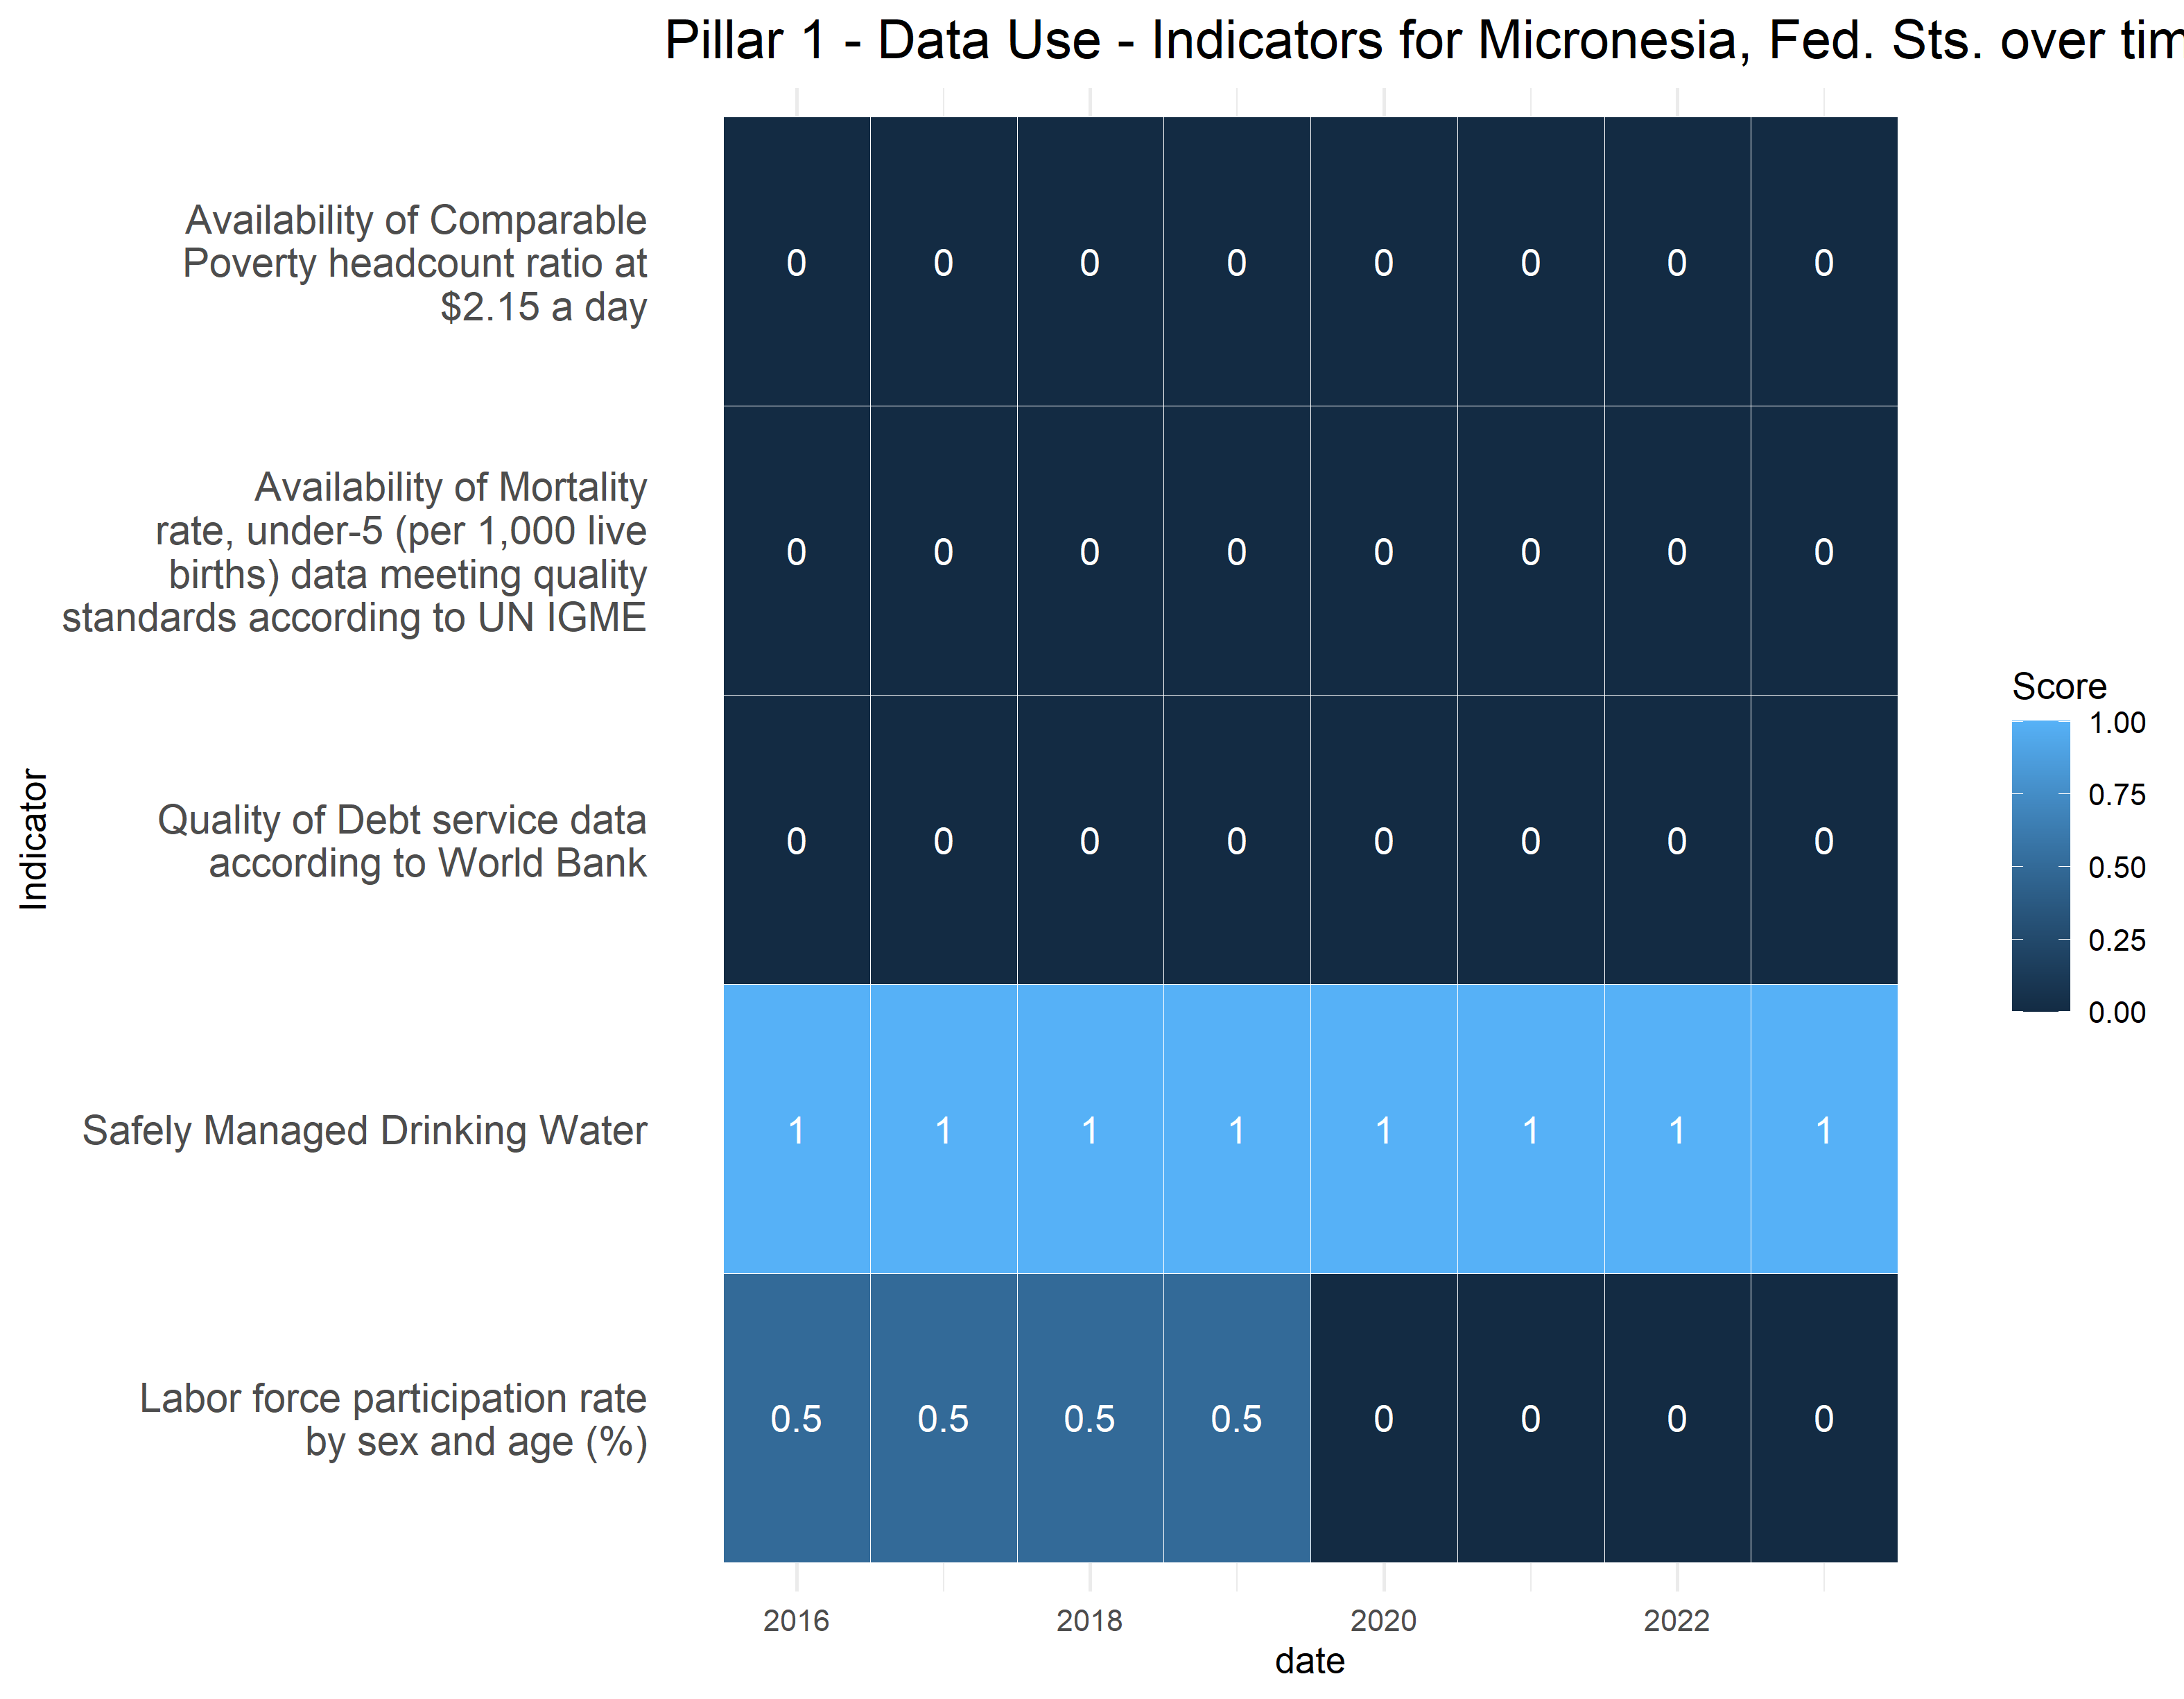 Pillar 1 - Data Use - Indicators for Micronesia, Fed. Sts. over tim
Availability of Comparable
Poverty headcount ratio at
$2.15 a day
0 0 0 0 0 0 0 0
Availability of Mortality
rate, under-5 (per 1,000 live
births) data meeting quality
standards according to UN IGME
0 0 0 0 0 0 0 0
Quality of Debt service data
according to World Bank
0 0 0 0 0 0 0 0
Safely Managed Drinking Water
1 1 1 1 1 1 1 1
Labor force participation rate
by sex and age (%)
0.5 0.5 0.5 0.5 0 0 0 0
Indicator
2016 2018 2020 2022
date
Score
1.00
0.75
0.50
0.25
0.00